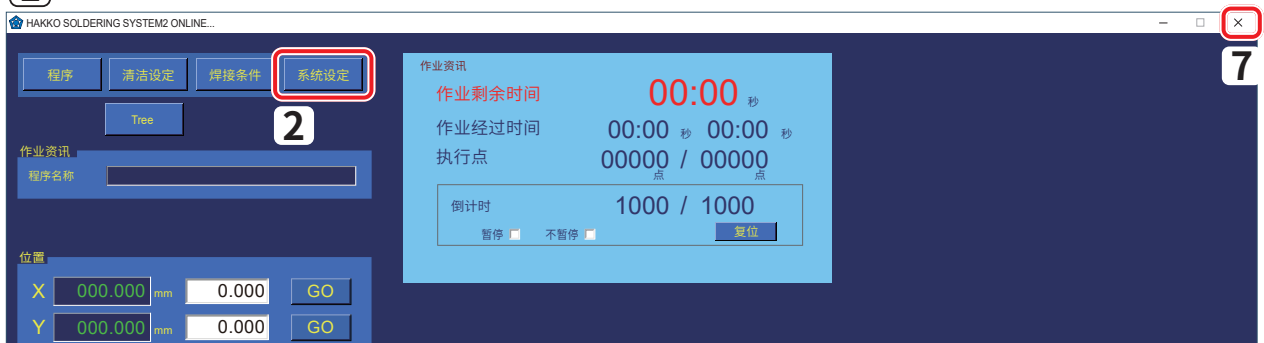 HAKKO SOLDERING SYSTEM2 ONLINE...
7
程序 清洁设定 焊接条件 系统设定
Tree
2
作业资讯
程序名称
作业资讯
作业剩余时间 00:00 秒
作业经过时间 00:00 秒 00:00 秒
执行点 00000 / 00000
点 点
倒计时 1000 / 1000
暂停 不暂停 复位
位置
X 000.000 mm 0.000 GO
Y 000.000 mm 0.000 GO